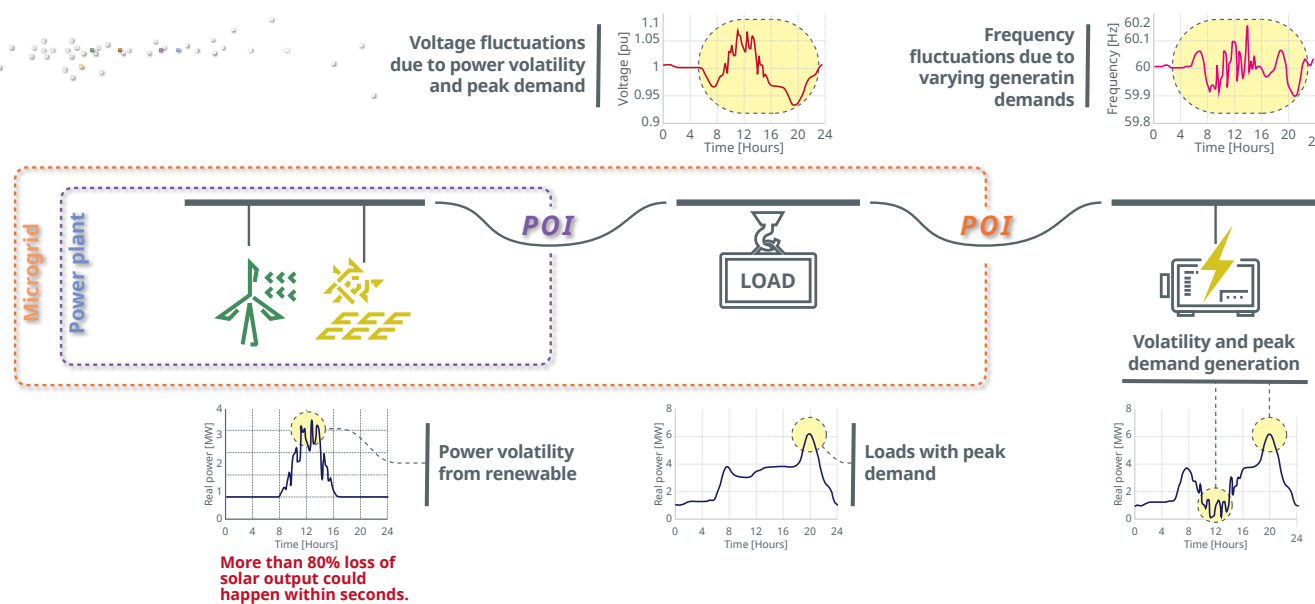 Voltage fluctuations
due to power volatility
and peak demand
Voltage [pu]
1.1
1.05
1
0.95
0.9
0 4 8 12 16 20 24
Time [Hours]
Frequency
fluctuations due to
varying generatin
demands
Frequency [Hz]
60.2
60.1
60
59.9
59.8
0 4 8 12 16 20 2
Time [Hours]
Microgrid
Power plant
POI
LOAD
POI
Volatility and peak
demand generation
Real power [MW]
4
3
2
1
0
0 4 8 12 16 20 24
Time [Hours]
Power volatility
from renewable
More than 80% loss of
solar output could
happen within seconds.
Real power [MW]
8
6
4
2
0
0 4 8 12 16 20 24
Time [Hours]
Loads with peak
demand
Real power [MW]
8
6
4
2
0
0 4 8 12 16 20 24
Time [Hours]